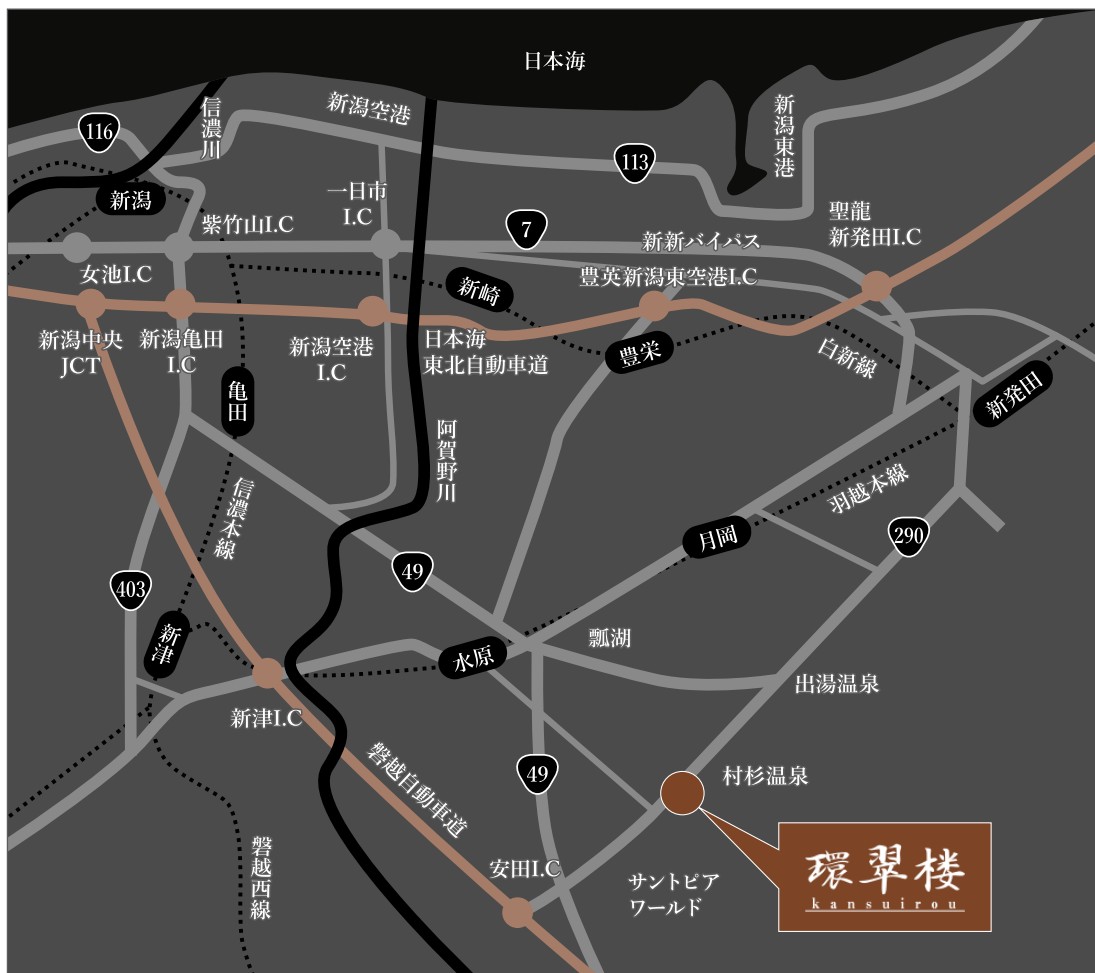 日本海
新潟空港
信濃川
116
新潟東港
113
新潟
一日市
I.C
紫竹山I.C
7
聖龍
新発田I.C
新新バイパス
女池I.C
新崎
豊英新潟東空港I.C
新潟中央
JCT
新潟亀田
I.C
新潟空港
I.C
日本海
東北自動車道
豊栄
白新線
亀田
新発田
阿賀野川
信濃本線
羽越本線
月岡
290
49
403
新津
水原
瓢湖
出湯温泉
新津I.C
磐越自動車道
49
村杉温泉
磐越西線
安田I.C
サントピア
ワールド
環翠楼
kansuirou